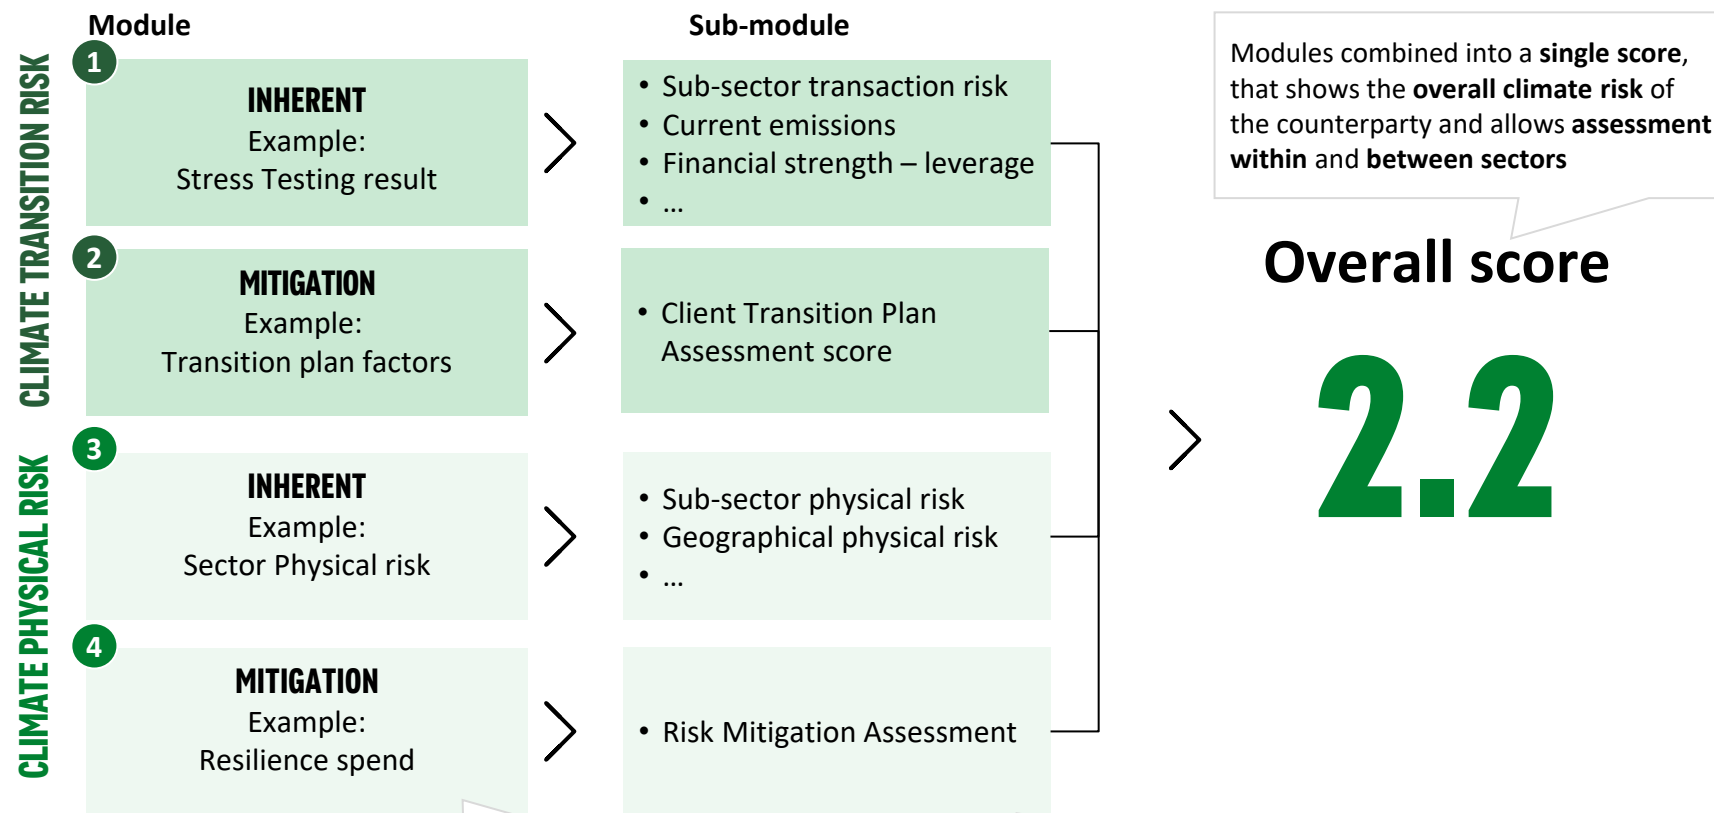 Module
Sub-module
CLIMATE TRANSITION RISK
1
INHERENT
Example:
Stress Testing result
• Sub-sector transaction risk
• Current emissions
• Financial strength – leverage
• ...
2
MITIGATION
Example:
Transition plan factors
• Client Transition Plan
Assessment score
CLIMATE PHYSICAL RISK
3
INHERENT
Example:
Sector Physical risk
• Sub-sector physical risk
• Geographical physical risk
• ...
4
MITIGATION
Example:
Resilience spend
• Risk Mitigation Assessment
Modules combined into a single score,
that shows the overall climate risk of
the counterparty and allows assessment
within and between sectors
Overall score
2.2